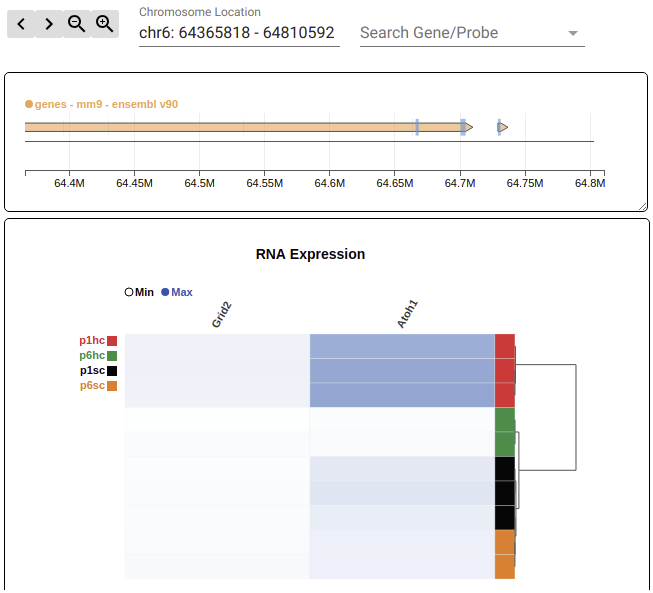 Chromosome Location
chr6: 64365818 - 64810592
Search Gene/Probe
genes - mm9 - ensembl v90
64.4M 64.45M 64.5M 64.55M 64.6M 64.65M 64.7M 64.75M 64.8M
RNA Expression
Min Max
Grid2 Atoh1
p1hc
p6hc
p1sc
p6sc